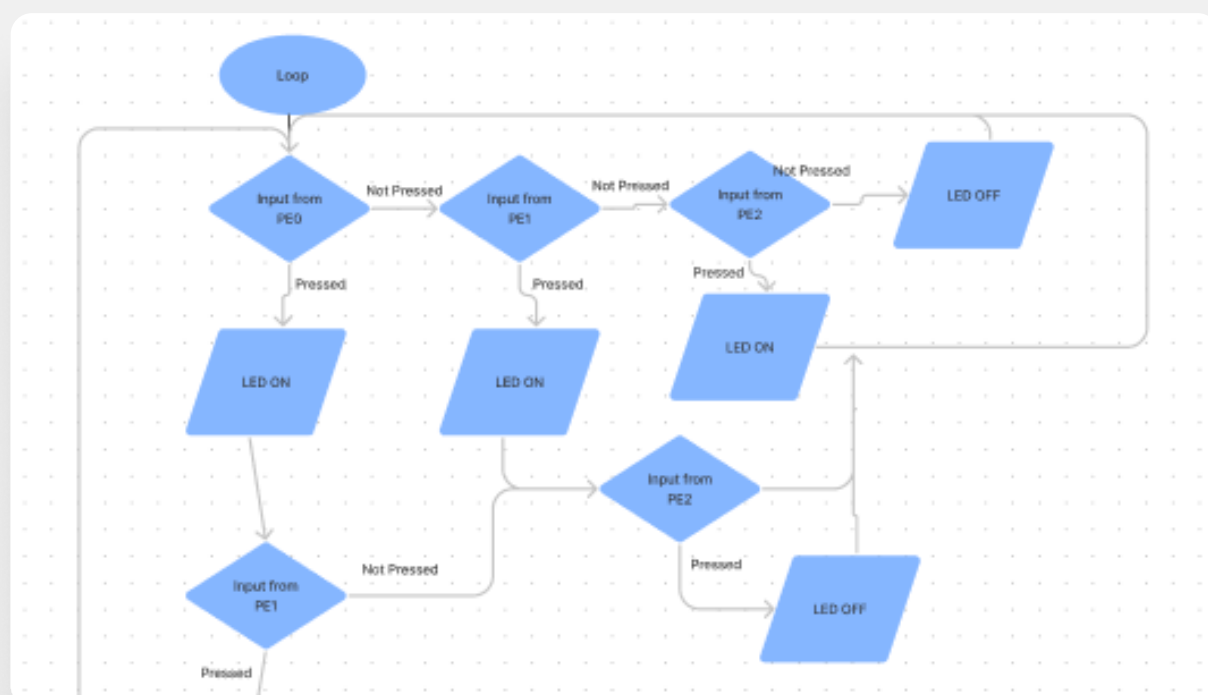 Loop
Not Pressed
Input from
PE0
Not Pressed
Input from
PE1
Not Pressed
Input from
PE2
LED OFF
Pressed
Pressed
Pressed
LED ON
LED ON
LED ON
Input from
PE2
Not Pressed
Pressed
Input from
PE1
LED OFF
Pressed